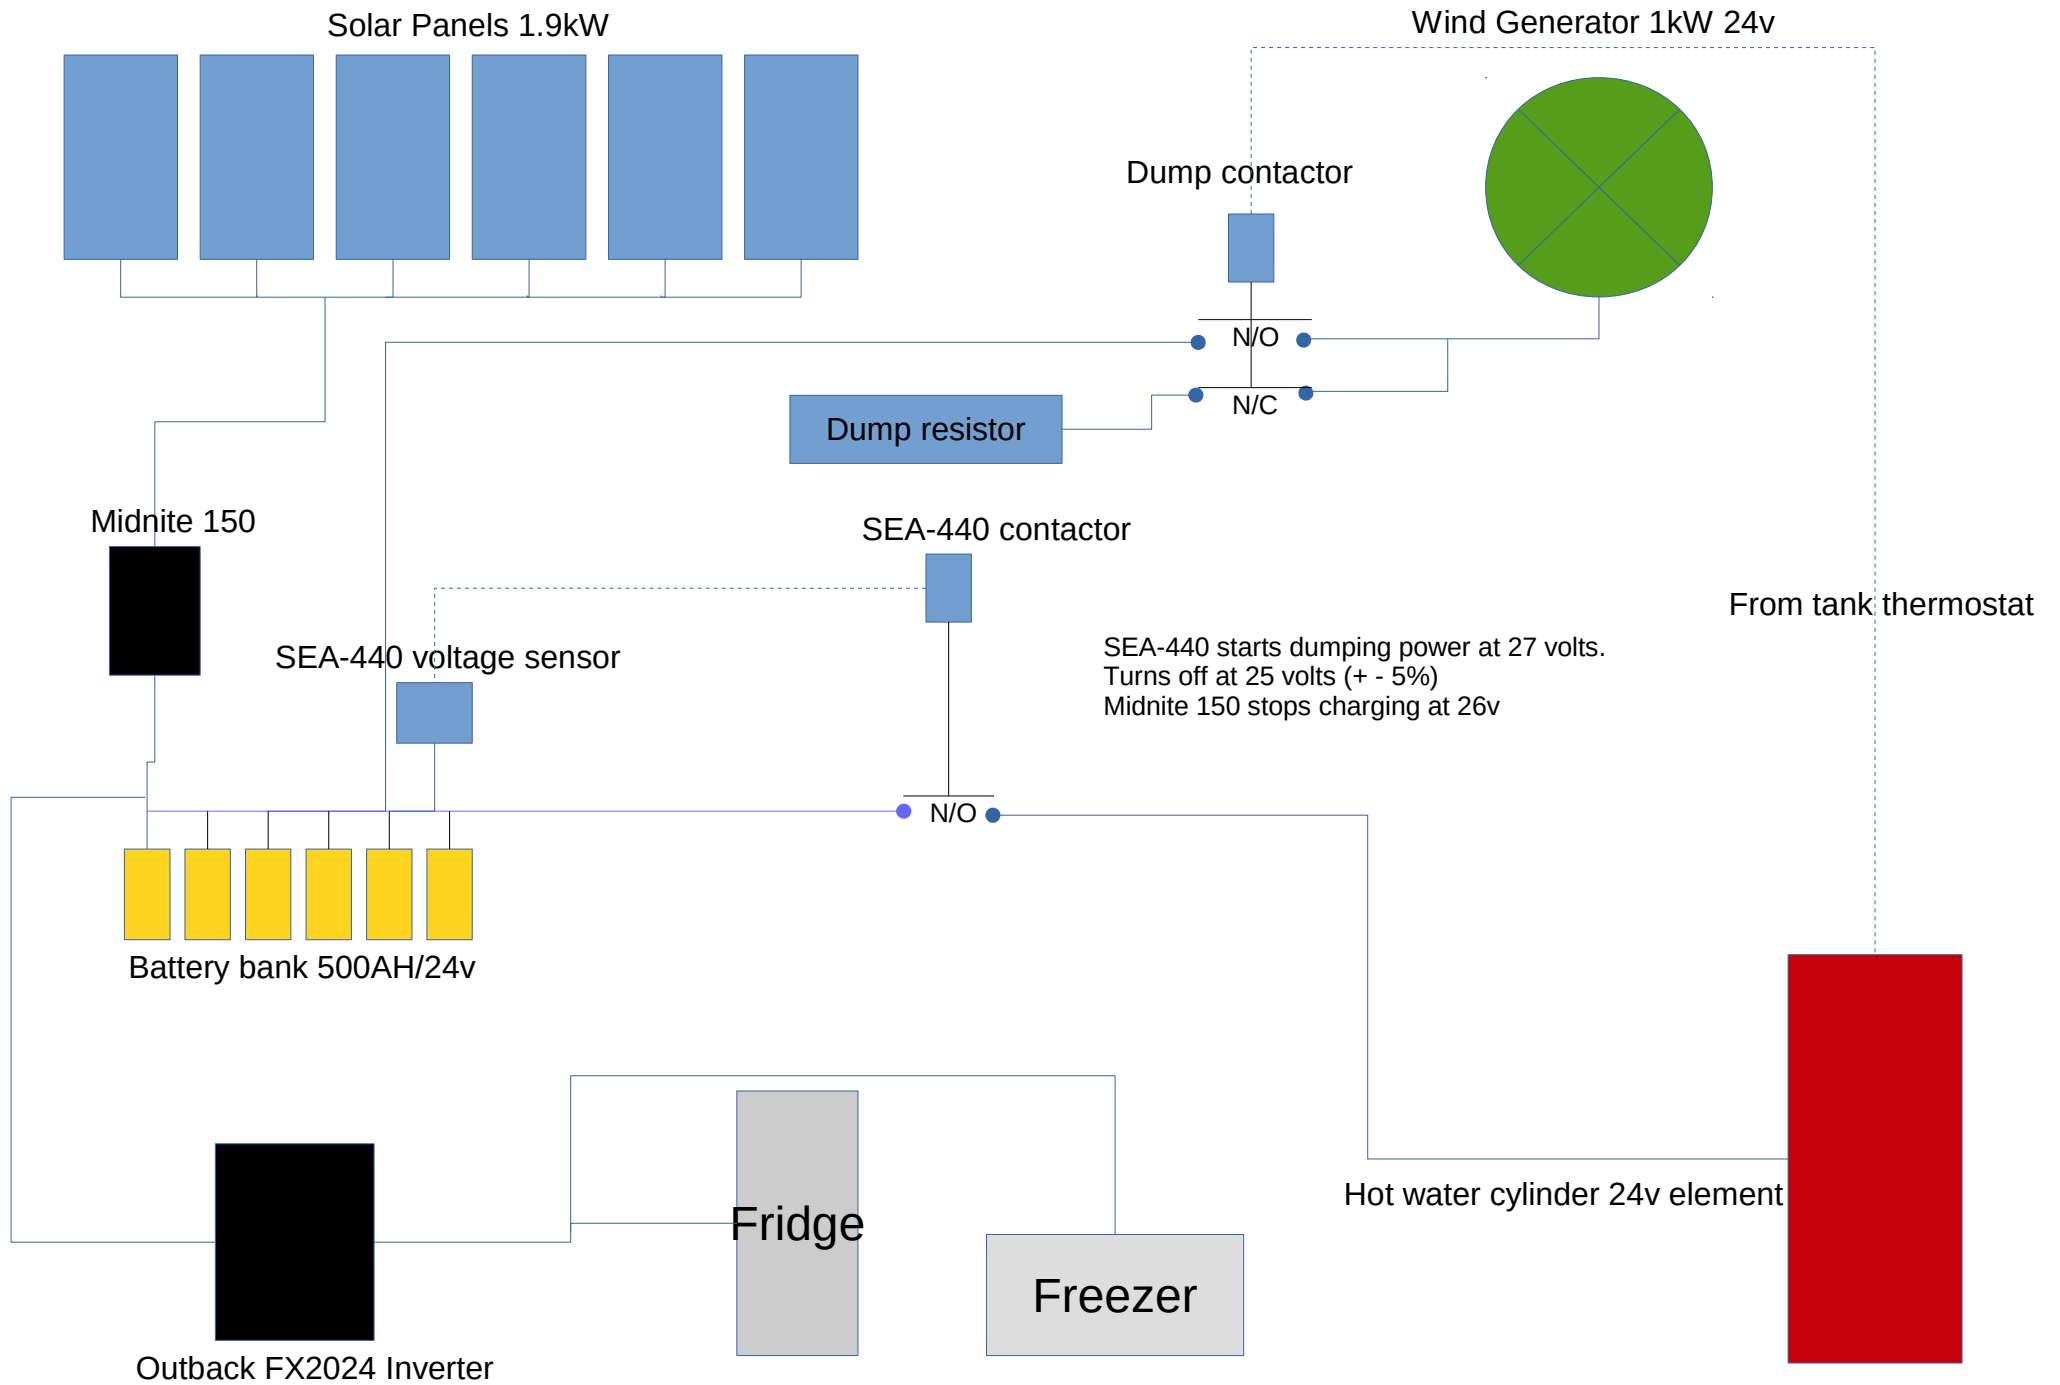 Solar Panels 1.9kW
Wind Generator 1kW 24v
Dump contactor
N/O
N/C
Dump resistor
Midnite 150
SEA-440 contactor
From tank thermostat
SEA-440 voltage sensor
SEA-440 starts dumping power at 27 volts.
Turns off at 25 volts (+ - 5%)
Midnite 150 stops charging at 26v
N/O
Battery bank 500AH/24v
Hot water cylinder 24v element
Fridge
Freezer
Outback FX2024 Inverter